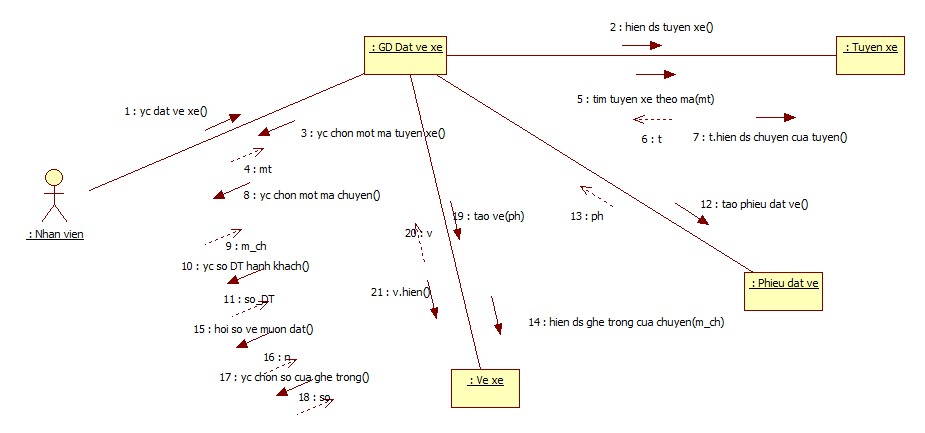 2 : hien ds tuyen xe()
: GD Dat ve xe
: Tuyen xe
5 : tim tuyen xe theo ma(mt)
1 : yc dat ve xe()
3 : yc chon mot ma tuyen xe()
6 : t
7 : t.hien ds chuyen cua tuyen()
4 : mt
8 : yc chon mot ma chuyen()
12 : tao phieu dat ve()
19 : tao ve(ph)
13 : ph
: Nhan vien
20 : v
9 : m_ch
10 : yc so DT hanh khach()
: Phieu dat ve
21 : v.hien()
11 : so_DT
14 : hien ds ghe trong cua chuyen(m_ch)
15 : hoi so ve muon dat()
16 : n
17 : yc chon so cua ghe trong()
: Ve xe
18 : so